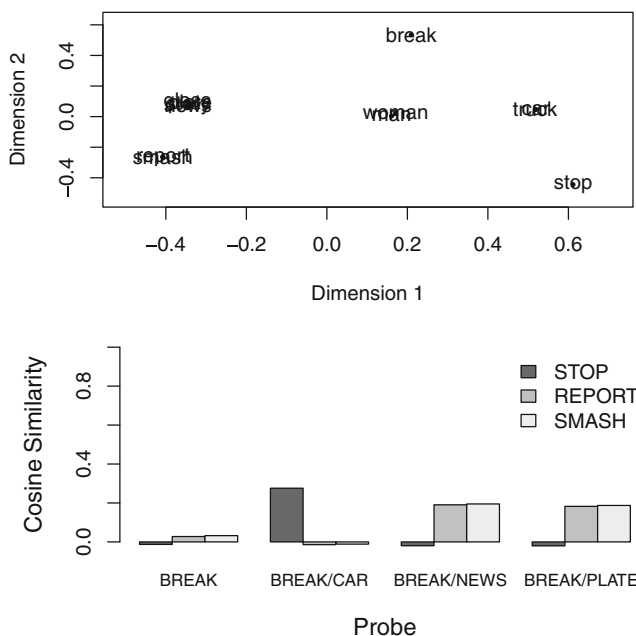 break
0.4
Dimension 2
glass
news
woman
man
car
truck
0.0
report
smash
−0.4
stop
−0.4 −0.2 0.0 0.2 0.4 0.6
Dimension 1
Cosine Similarity
0.8
0.4
0.0
STOP
REPORT
SMASH
BREAK BREAK/CAR BREAK/NEWS BREAK/PLATE
Probe